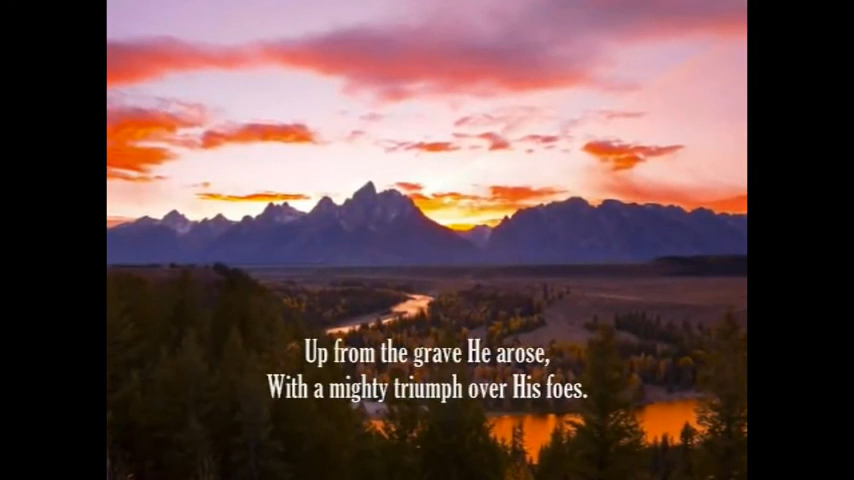 Up from the grave He arose,
With a mighty triumph over His foes.